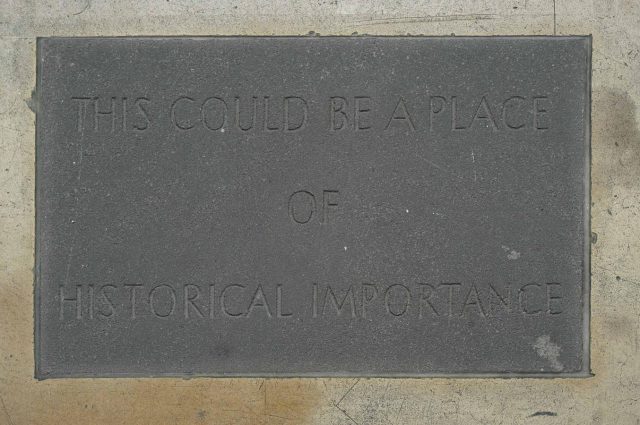 THIS COULD BE A PLACE
OF
HISTORICAL IMPORTANCE